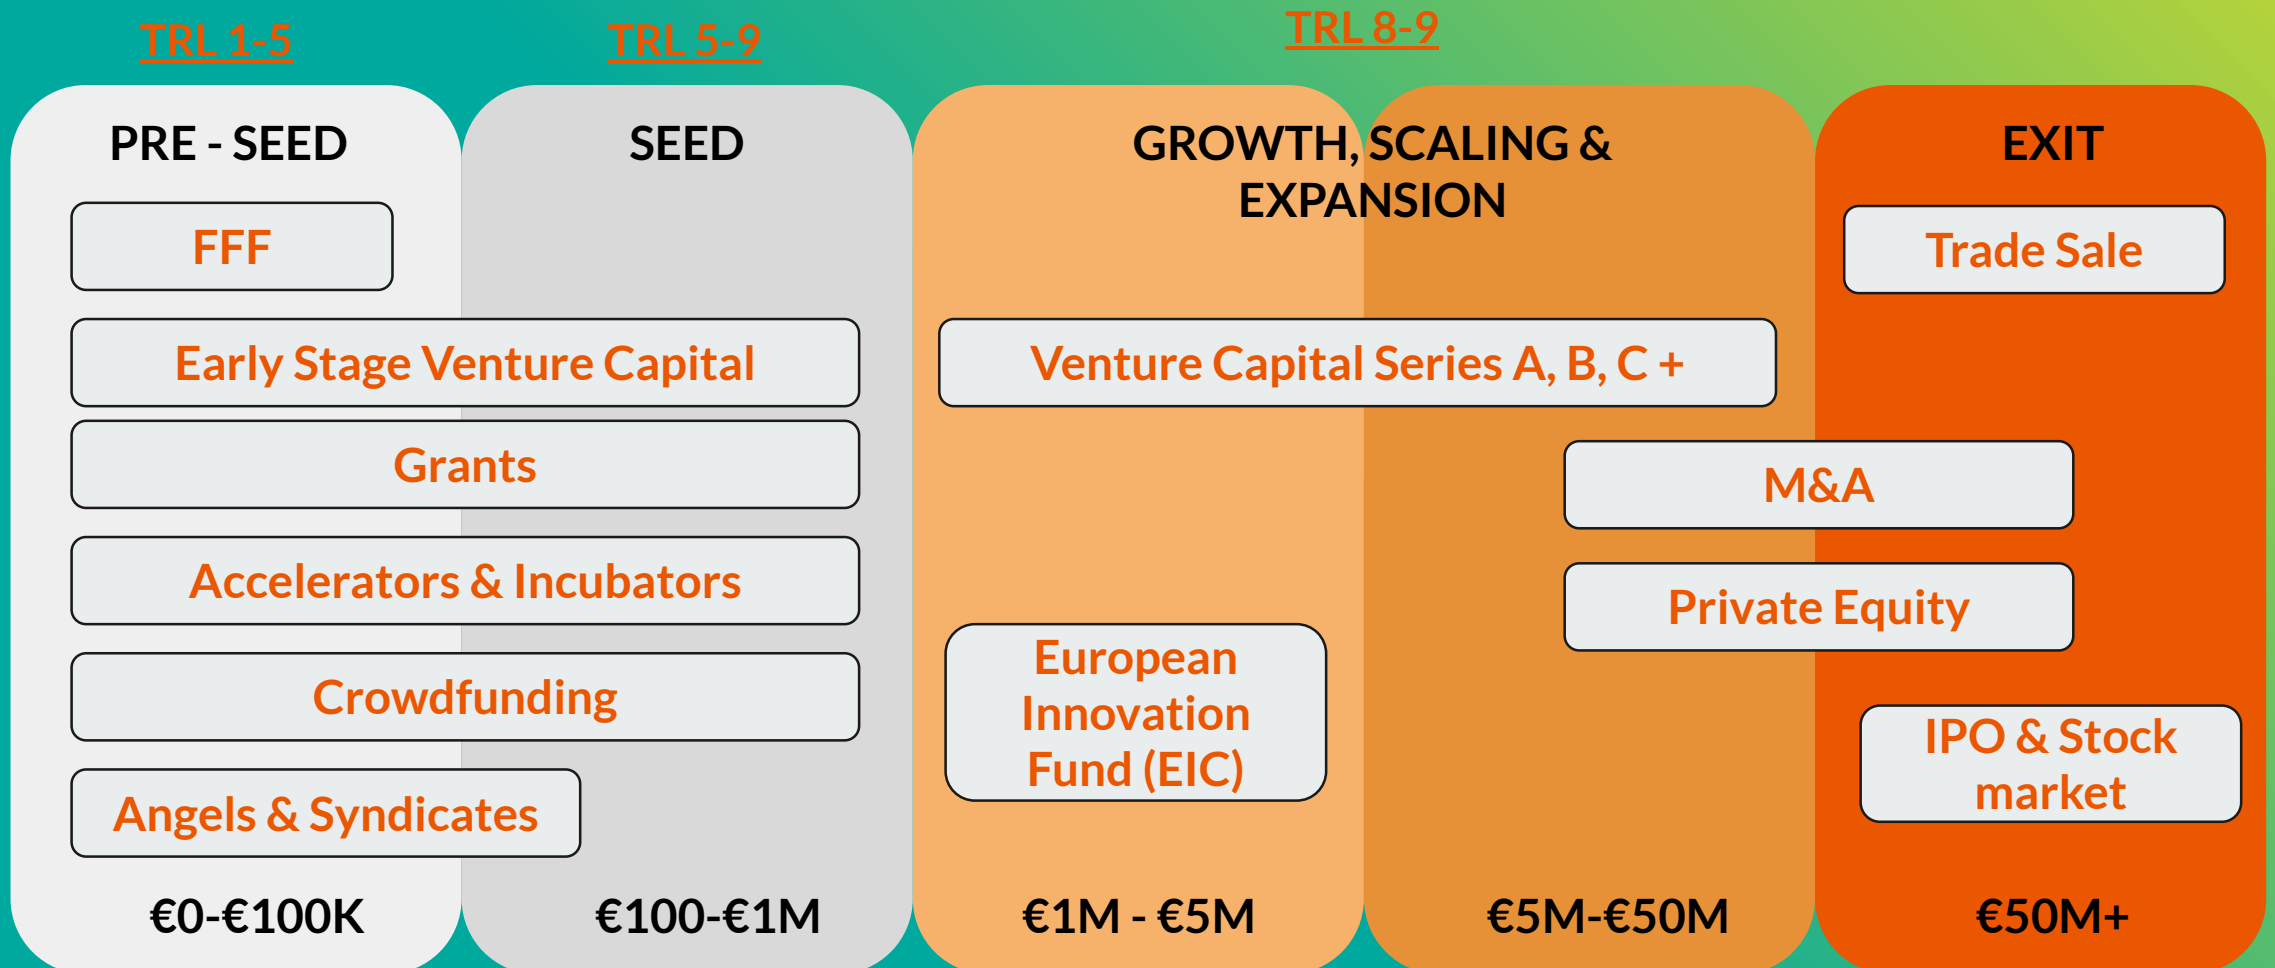 TRL 1-5
TRL 5-9
TRL 8-9
PRE - SEED
SEED
GROWTH, SCALING &
EXPANSION
EXIT
FFF
Trade Sale
Early Stage Venture Capital
Venture Capital Series A, B, C +
Grants
M&A
Accelerators & Incubators
Private Equity
European
Innovation
Fund (EIC)
Crowdfunding
IPO & Stock
market
Angels & Syndicates
€0-€100K
€100-€1M
€1M - €5M
€5M-€50M
€50M+